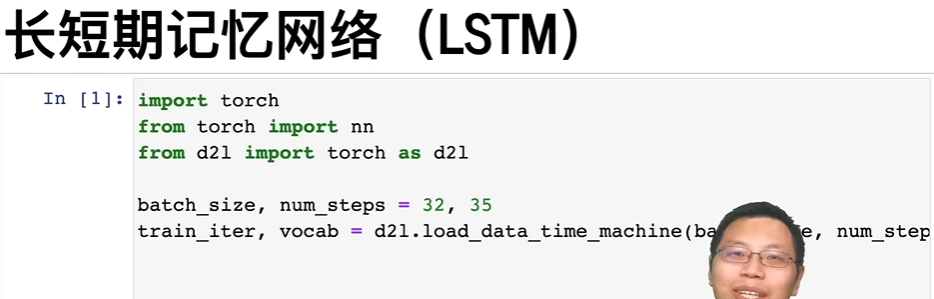 长短期记忆网络（LSTM）
In [1]: import torch
from torch import nn
from d2l import torch as d2l
batch_size, num_steps = 32, 35
train_iter, vocab = d2l.load_data_time_machine(ba e, num_step